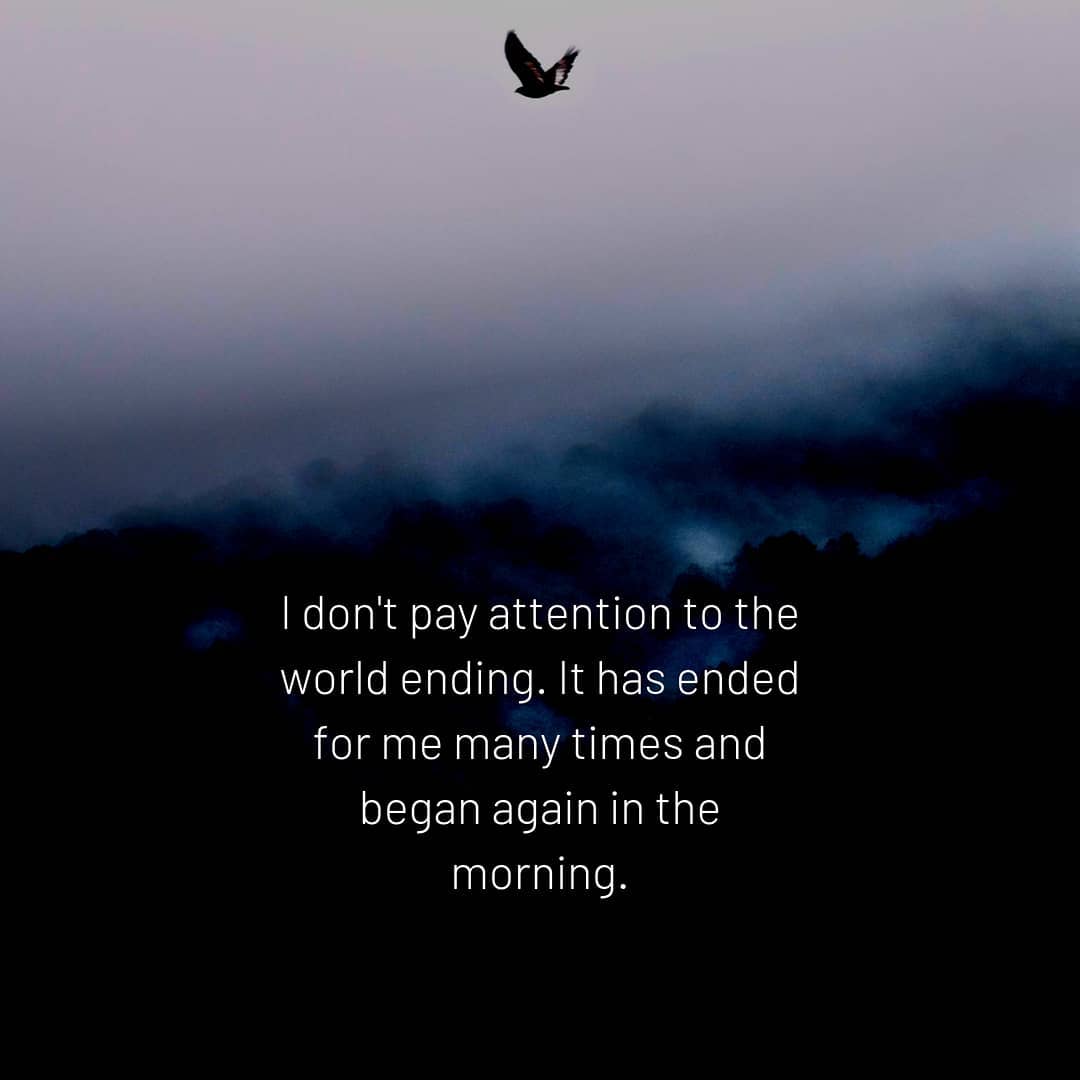 I don't pay attention to the
world ending. It has ended
for me many times and
began again in the
morning.